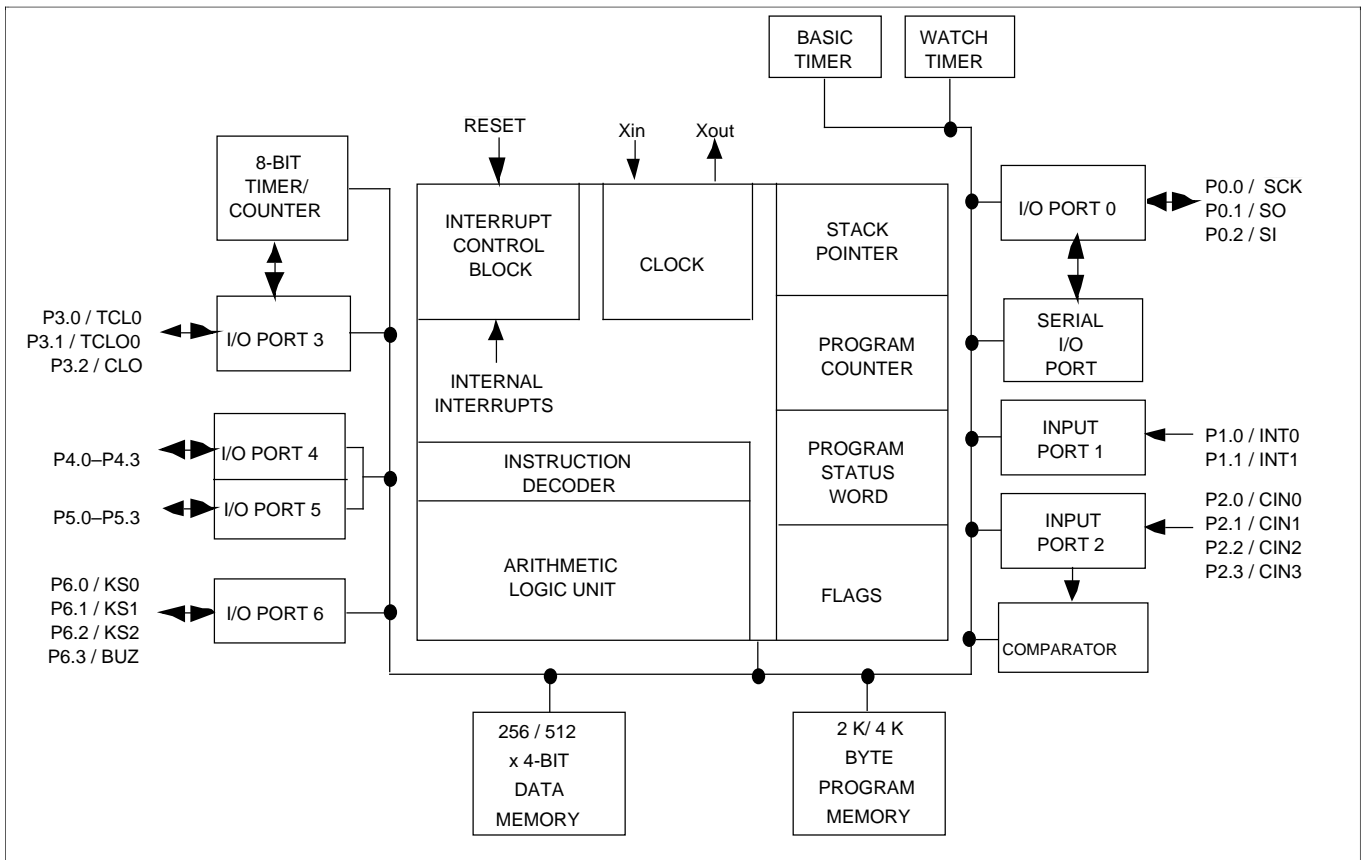 BASIC
TIMER
WATCH
TIMER
RESET
Xin
Xout
8-BIT
TIMER/
COUNTER
INTERRUPT
CONTROL
BLOCK
CLOCK
STACK
POINTER
I/O PORT 0
P0.0 / SCK
P0.1 / SO
P0.2 / SI
P3.0 / TCL0
P3.1 / TCLO0
P3.2 / CLO
I/O PORT 3
INTERNAL
INTERRUPTS
PROGRAM
COUNTER
SERIAL
I/O
PORT
P4.0–P4.3
I/O PORT 4
P5.0–P5.3
I/O PORT 5
INSTRUCTION
DECODER
PROGRAM
STATUS
WORD
INPUT
PORT 1
P1.0 / INT0
P1.1 / INT1
INPUT
PORT 2
P2.0 / CIN0
P2.1 / CIN1
P2.2 / CIN2
P2.3 / CIN3
P6.0 / KS0
P6.1 / KS1
P6.2 / KS2
P6.3 / BUZ
I/O PORT 6
ARITHMETIC
LOGIC UNIT
FLAGS
COMPARATOR
256 / 512
x 4-BIT
DATA
MEMORY
2 K/ 4 K
BYTE
PROGRAM
MEMORY